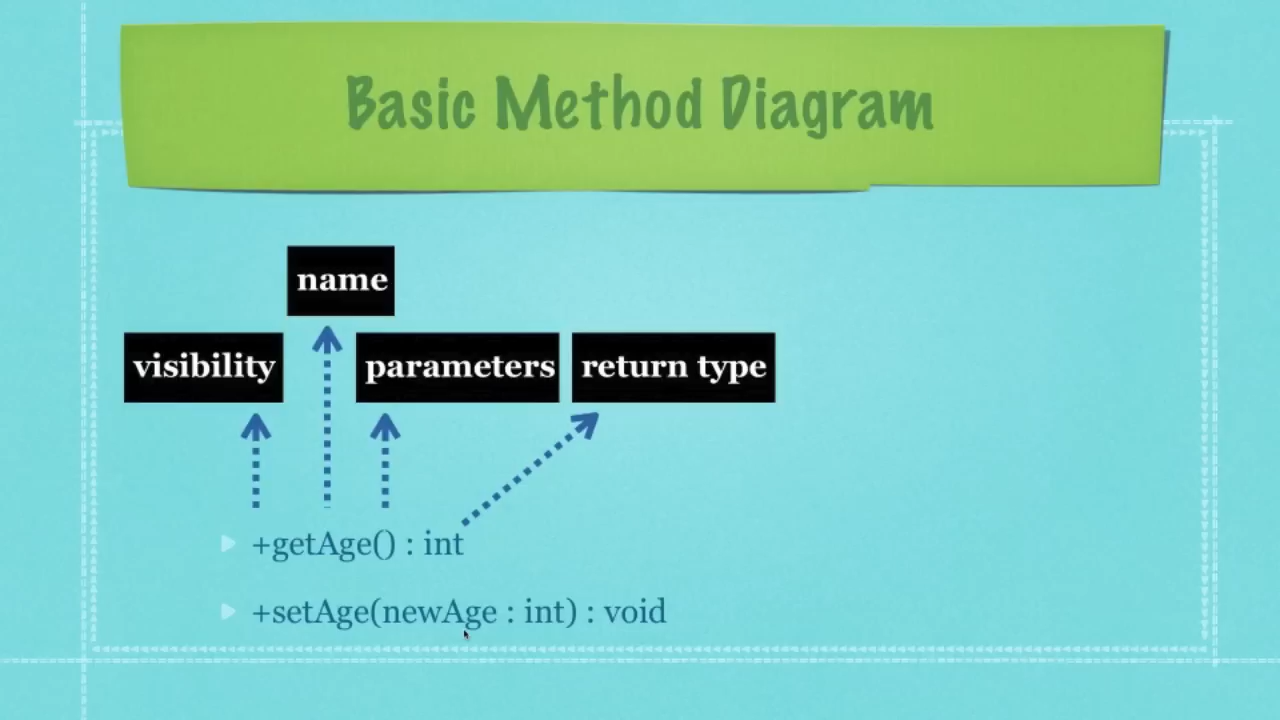 Basic Method Diagram
name
visibility
parameters
return type
+getAge() : int
+setAge(newAge : int) : void